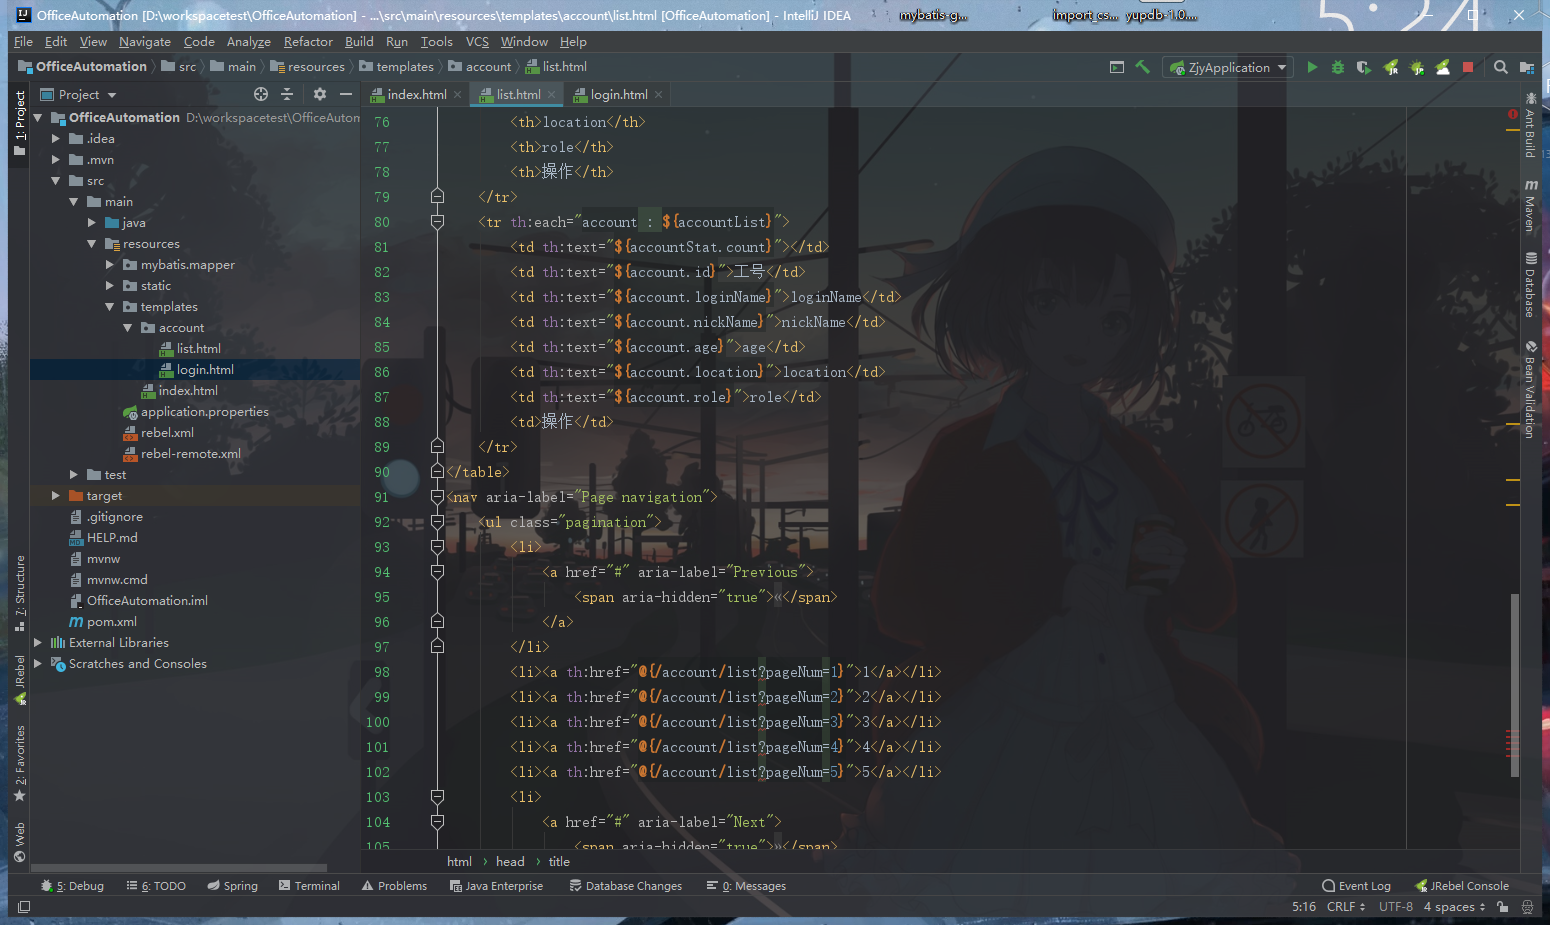 OfficeAutomation [D:\workspacetest\OfficeAutomation] - ...\src\main\resources\templates\account\list.html [OfficeAutomation] - IntelliJ IDEA
mybatis-g...
import_cs...
yupdb-1.0....
5:24
File Edit View Navigate Code Analyze Refactor Build Run Tools VCS Window Help
OfficeAutomation src main resources templates account list.html
ZjyApplication
Project
index.html
list.html
login.html
1: Project
OfficeAutomation D:\workspacetest\OfficeAutom
.idea
.mvn
src
main
java
resources
mybatis.mapper
static
templates
account
list.html
login.html
index.html
application.properties
rebel.xml
rebel-remote.xml
test
target
.gitignore
HELP.md
mvnw
mvnw.cmd
OfficeAutomation.iml
pom.xml
External Libraries
Scratches and Consoles
7: Structure
JRebel
2: Favorites
Web
76 <th>location</th>
77 <th>role</th>
78 <th>操作</th>
79 </tr>
80 <tr th:each="account : ${accountList}">
81 <td th:text="${accountStat.count}"></td>
82 <td th:text="${account.id}">工号</td>
83 <td th:text="${account.loginName}">loginName</td>
84 <td th:text="${account.nickName}">nickName</td>
85 <td th:text="${account.age}">age</td>
86 <td th:text="${account.location}">location</td>
87 <td th:text="${account.role}">role</td>
88 <td>操作</td>
89 </tr>
90 </table>
91 <nav aria-label="Page navigation">
92 <ul class="pagination">
93 <li>
94 <a href="#" aria-label="Previous">
95 <span aria-hidden="true">«</span>
96 </a>
97 </li>
98 <li><a th:href="@{/account/list?pageNum=1}">1</a></li>
99 <li><a th:href="@{/account/list?pageNum=2}">2</a></li>
100 <li><a th:href="@{/account/list?pageNum=3}">3</a></li>
101 <li><a th:href="@{/account/list?pageNum=4}">4</a></li>
102 <li><a th:href="@{/account/list?pageNum=5}">5</a></li>
103 <li>
104 <a href="#" aria-label="Next">
105 <span aria-hidden="true">»</span>
html › head › title
Ant Build
Maven
Database
Bean Validation
5: Debug 6: TODO Spring Terminal Problems Java Enterprise Database Changes 0: Messages Event Log JRebel Console
5:16 CRLF UTF-8 4 spaces